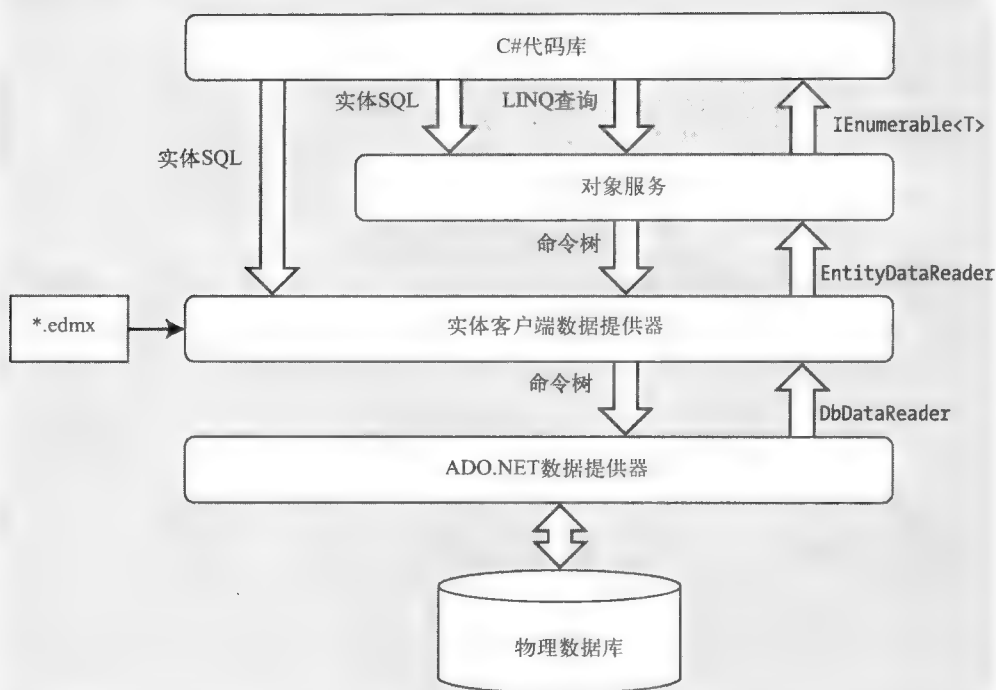 C#代码库
实体SQL
LINQ查询
IEnumerable<T>
实体SQL
对象服务
命令树
EntityDataReader
*.edmx
实体客户端数据提供器
命令树
DbDataReader
ADO.NET数据提供器
物理数据库